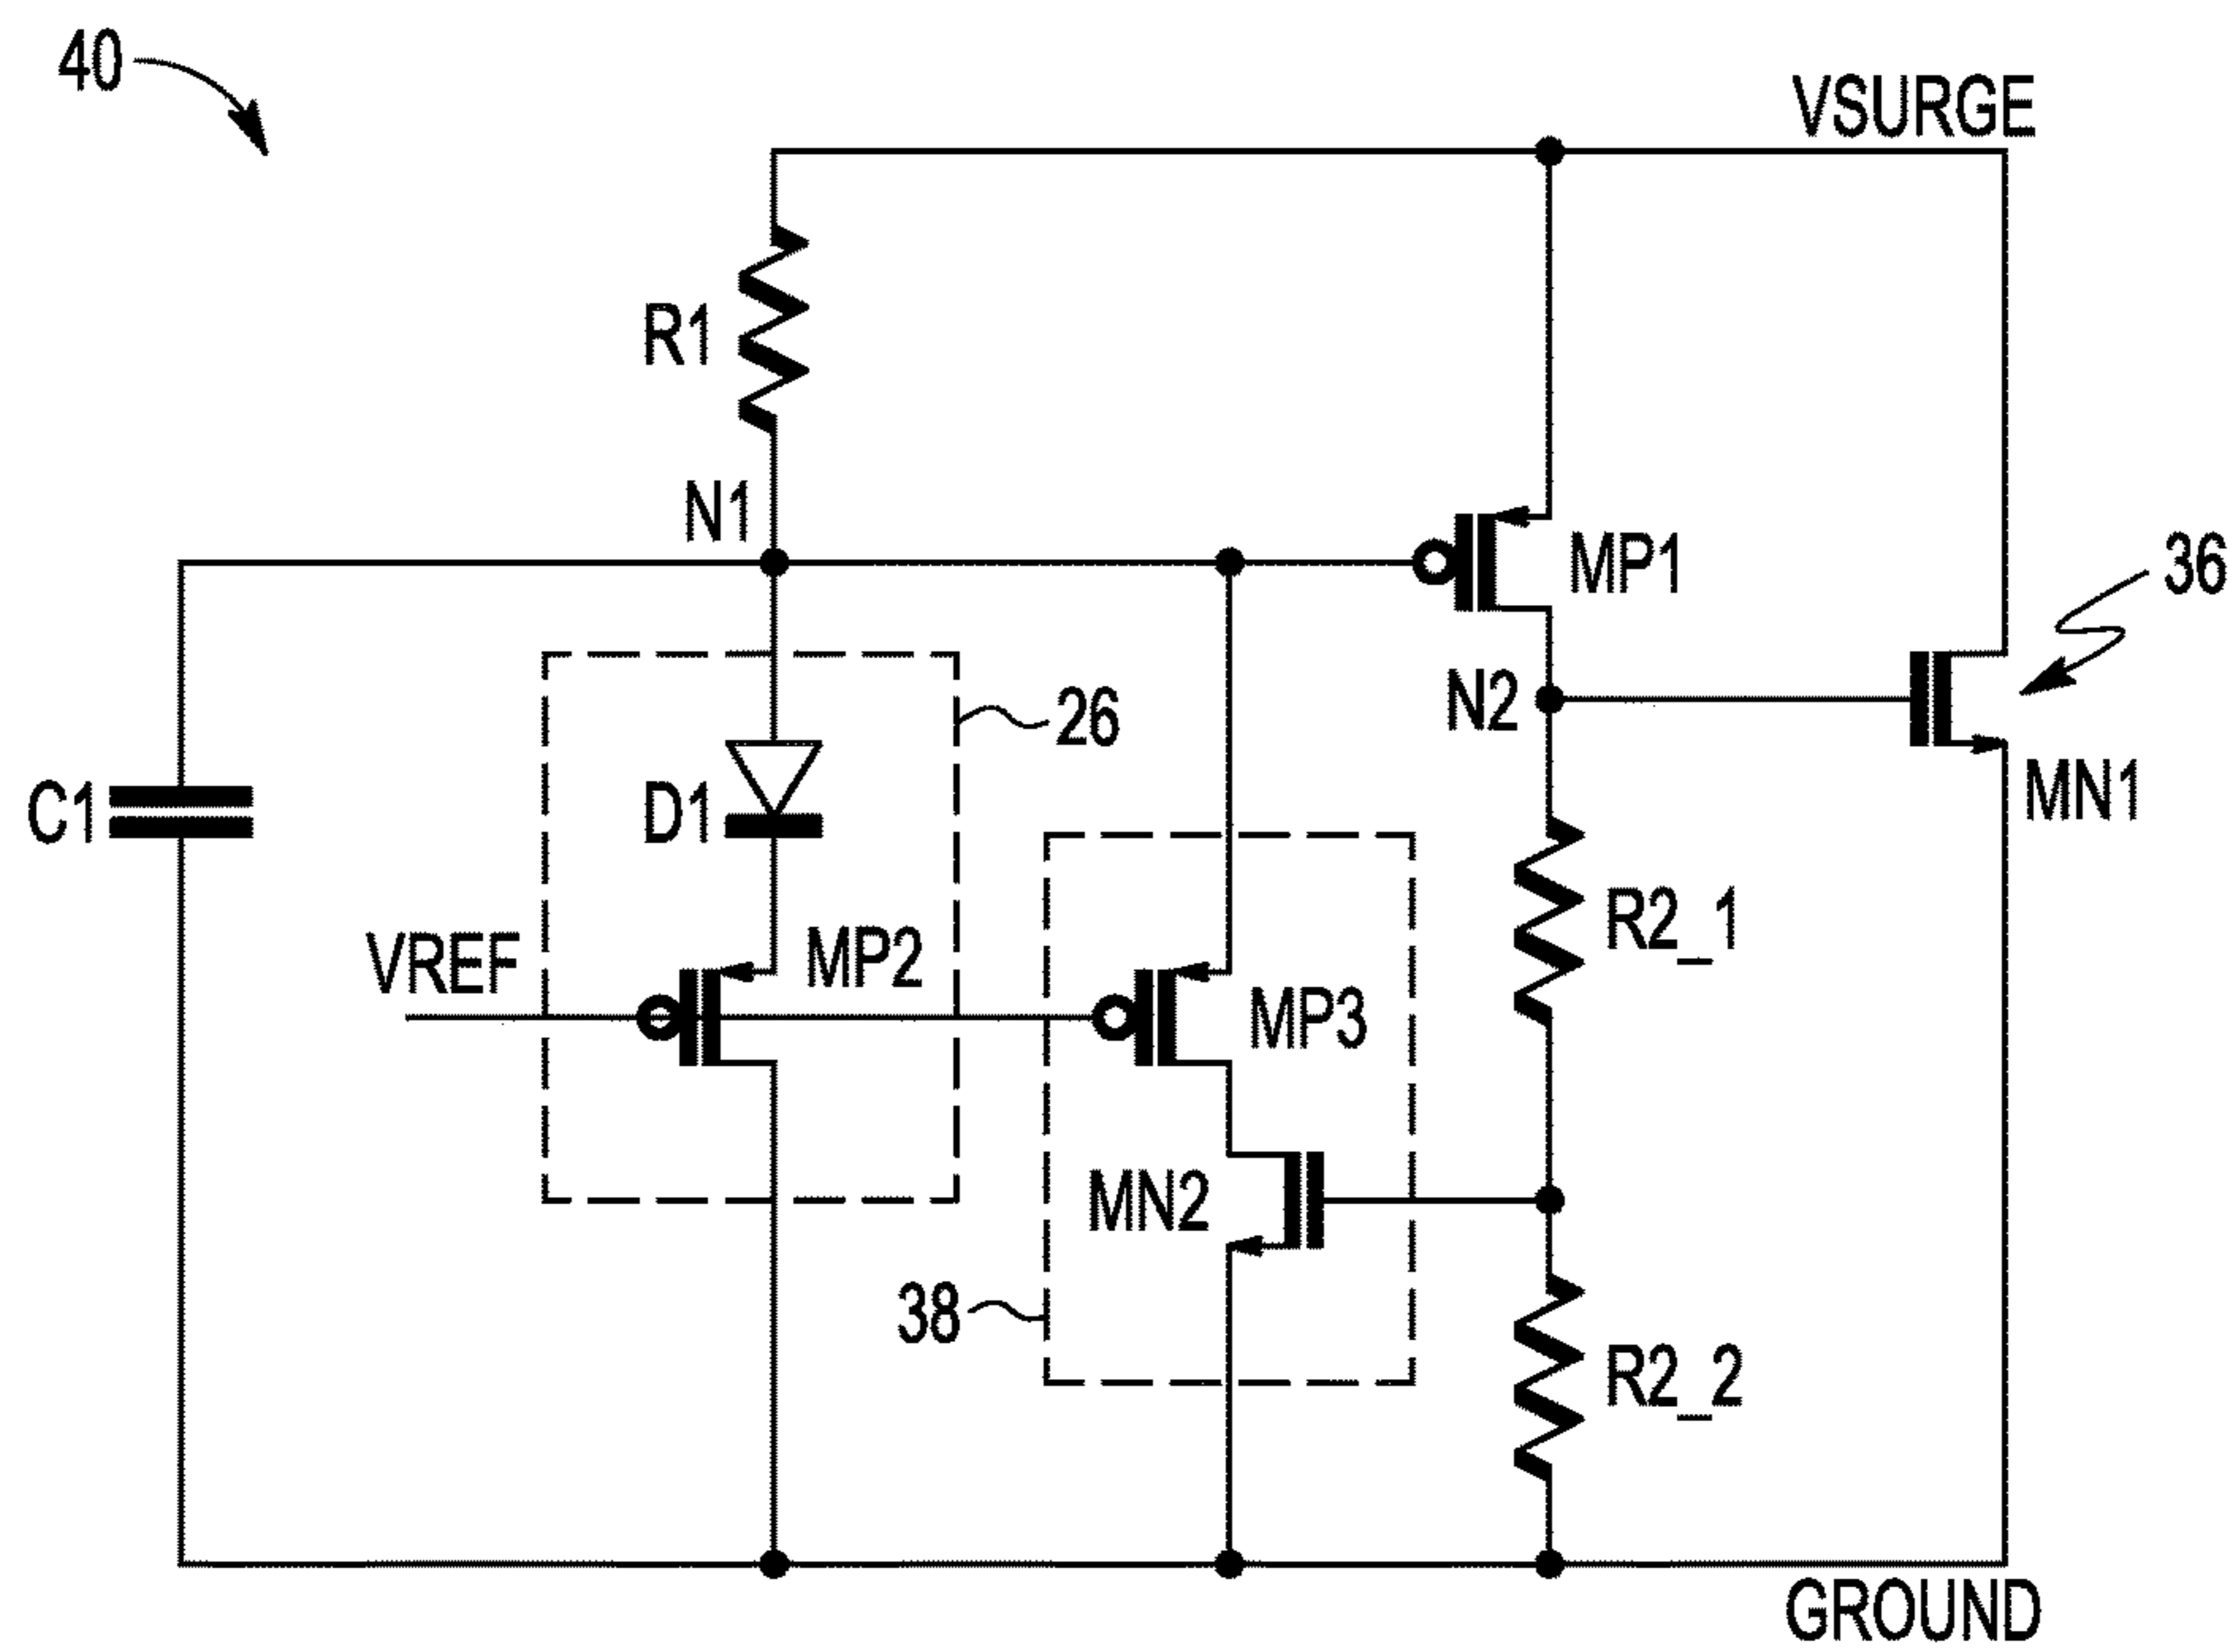 40
VSURGE
R1
N1
MP1
36
26
N2
C1
D1
MN1
VREF
MP2
R2_1
MP3
MN2
38
R2_2
GROUND